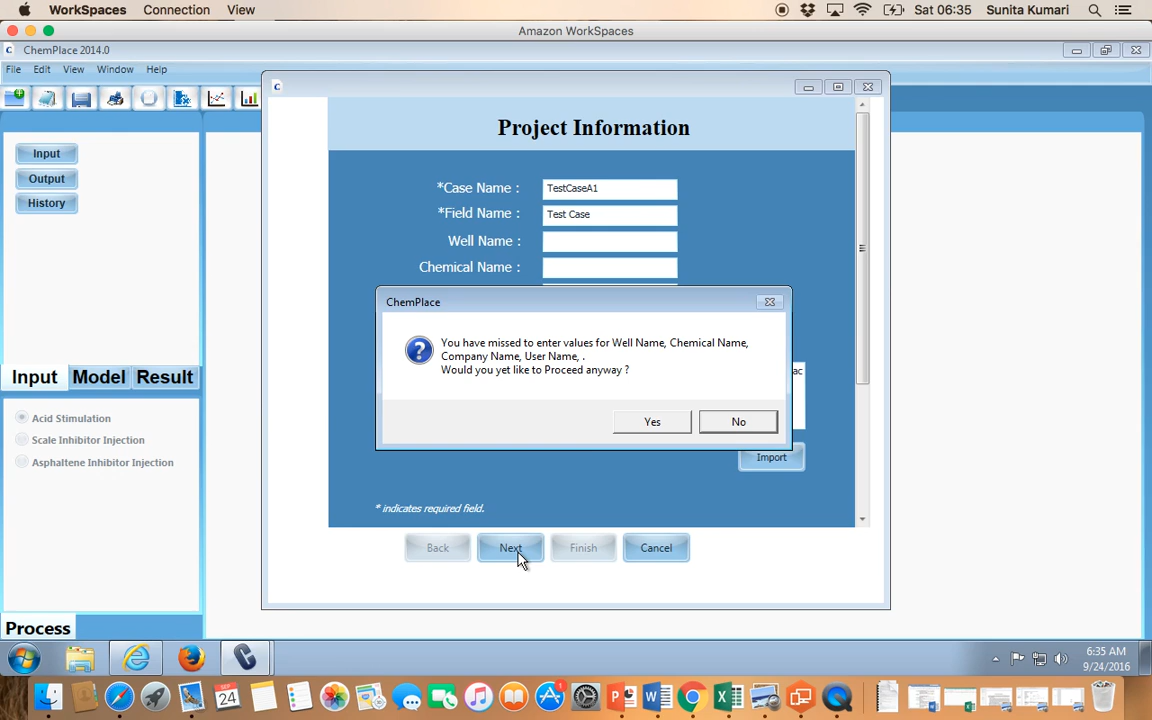 WorkSpaces Connection View Sat 06:35 Sunita Kumari
Amazon WorkSpaces
ChemPlace 2014.0
File Edit View Window Help
Project Information
Input
Output
History
*Case Name : TestCaseA1
*Field Name : Test Case
Well Name :
Chemical Name :
ChemPlace
You have missed to enter values for Well Name, Chemical Name,
Company Name, User Name, .
Would you yet like to Proceed anyway ?
Yes No
ac
Import
Input Model Result
Acid Stimulation
Scale Inhibitor Injection
Asphaltene Inhibitor Injection
* indicates required field.
Back Next Finish Cancel
Process
6:35 AM
9/24/2016
SEP
24